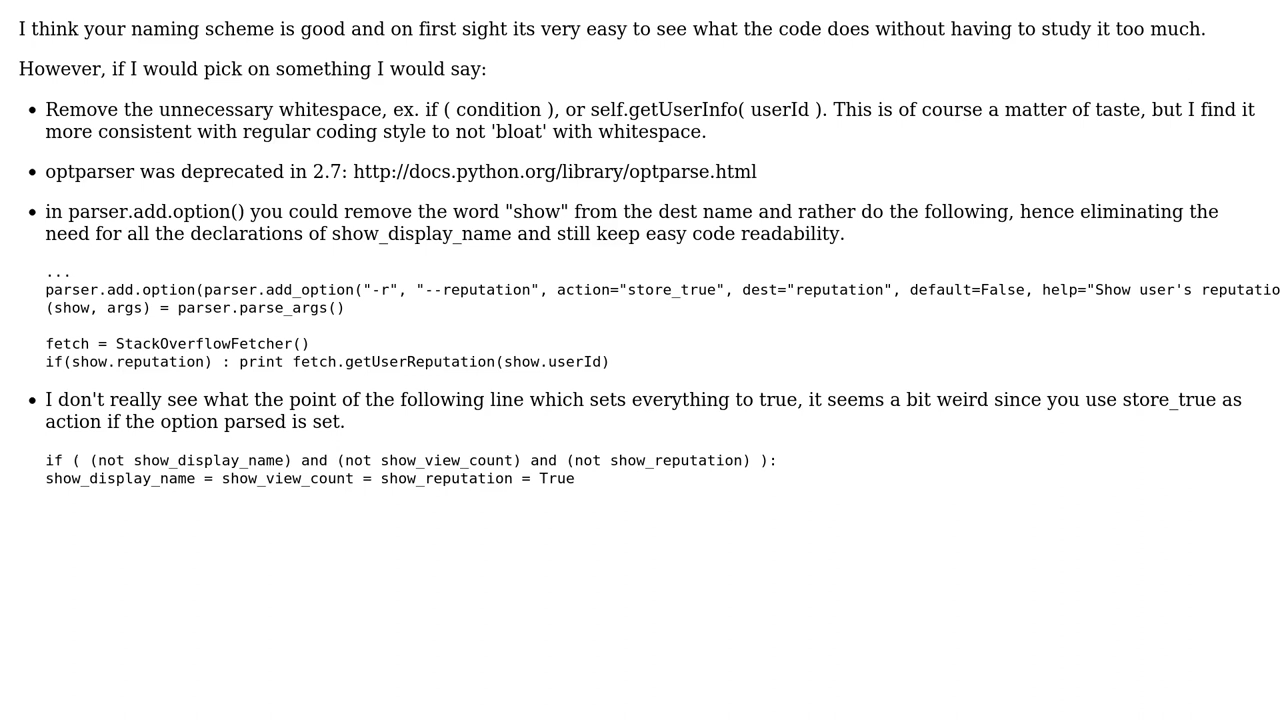 I think your naming scheme is good and on first sight its very easy to see what the code does without having to study it too much.
However, if I would pick on something I would say:
Remove the unnecessary whitespace, ex. if ( condition ), or self.getUserInfo( userId ). This is of course a matter of taste, but I find it
more consistent with regular coding style to not 'bloat' with whitespace.
optparser was deprecated in 2.7: http://docs.python.org/library/optparse.html
in parser.add.option() you could remove the word "show" from the dest name and rather do the following, hence eliminating the
need for all the declarations of show_display_name and still keep easy code readability.
...
parser.add.option(parser.add_option("-r", "--reputation", action="store_true", dest="reputation", default=False, help="Show user's reputatio
(show, args) = parser.parse_args()
fetch = StackOverflowFetcher()
if(show.reputation) : print fetch.getUserReputation(show.userId)
I don't really see what the point of the following line which sets everything to true, it seems a bit weird since you use store_true as
action if the option parsed is set.
if ( (not show_display_name) and (not show_view_count) and (not show_reputation) ):
show_display_name = show_view_count = show_reputation = True